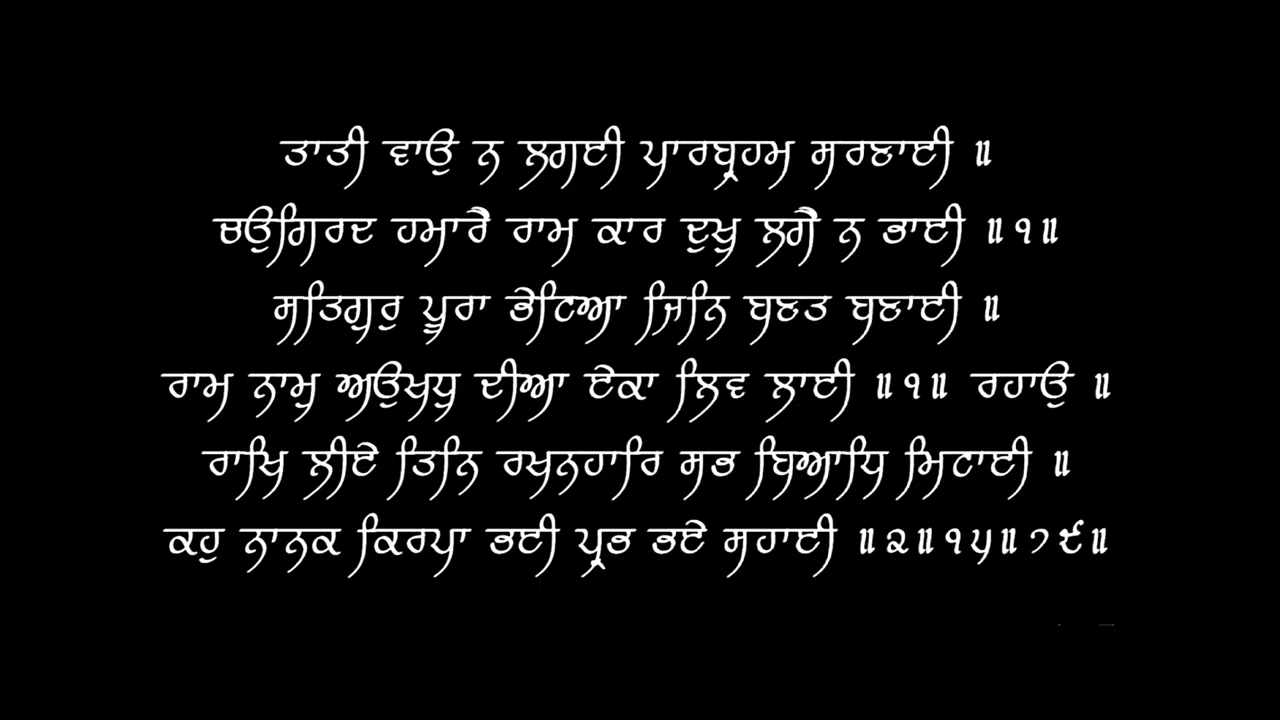 ਤਾਤੀ ਵਾਉ ਨ ਲਗਈ ਪਾਰਬ੍ਰਹਮ ਸਰਣਾਈ ॥
ਚਉਗਿਰਦ ਹਮਾਰੈ ਰਾਮ ਕਾਰ ਦੁਖੁ ਲਗੈ ਨ ਭਾਈ ॥੧॥
ਸਤਿਗੁਰੁ ਪੂਰਾ ਭੇਟਿਆ ਜਿਨਿ ਬਣਤ ਬਣਾਈ ॥
ਰਾਮ ਨਾਮੁ ਅਉਖਧੁ ਦੀਆ ਏਕਾ ਲਿਵ ਲਾਈ ॥੧॥ ਰਹਾਉ ॥
ਰਾਖਿ ਲੀਏ ਤਿਨਿ ਰਖਨਹਾਰਿ ਸਭ ਬਿਆਧਿ ਮਿਟਾਈ ॥
ਕਹੁ ਨਾਨਕ ਕਿਰਪਾ ਭਈ ਪ੍ਰਭ ਭਏ ਸਹਾਈ ॥੨॥੧੫॥੭੯॥